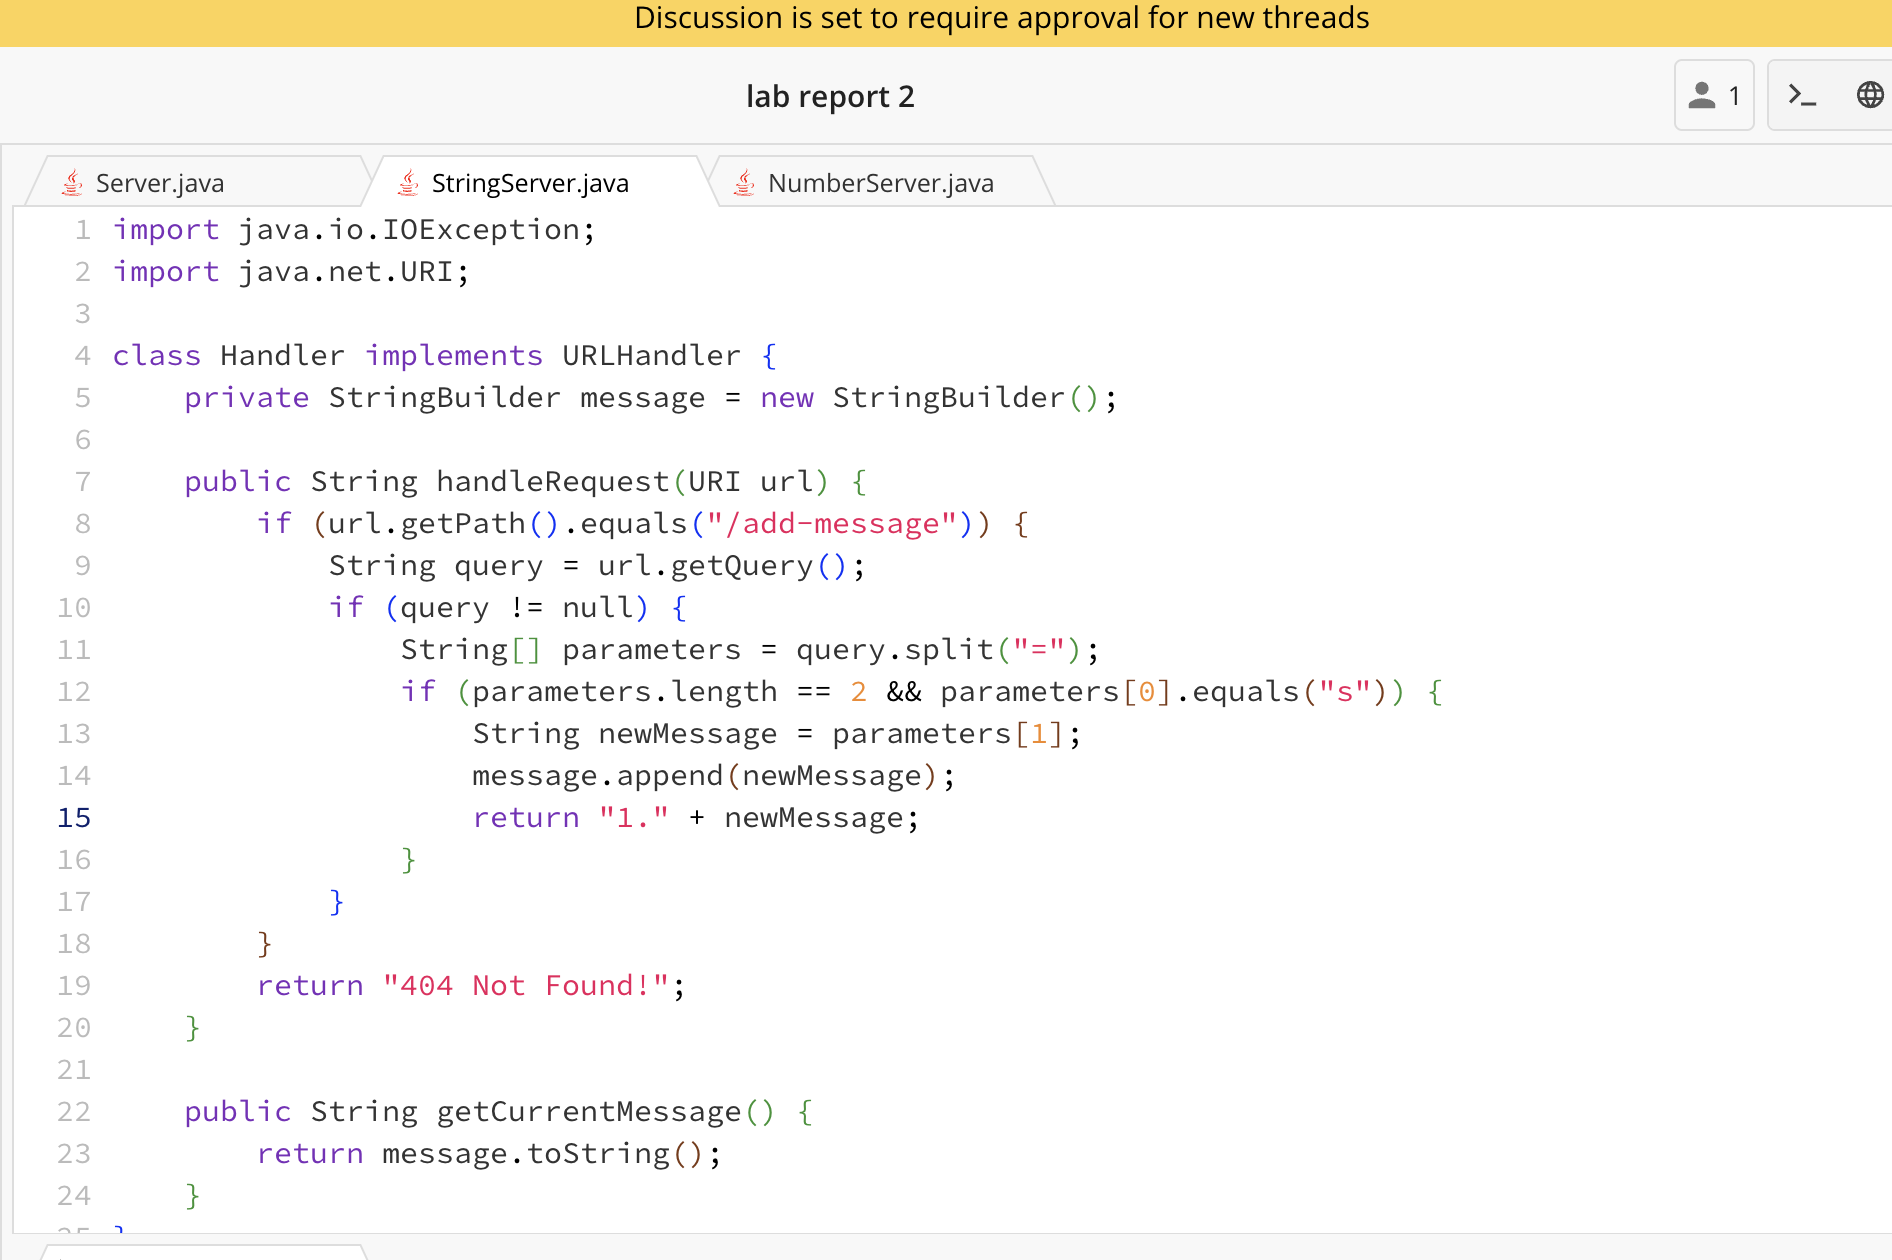 Discussion is set to require approval for new threads
lab report 2
1
Server.java
StringServer.java
NumberServer.java
1 import java.io.IOException;
2 import java.net.URI;
3
4 class Handler implements URLHandler {
5     private StringBuilder message = new StringBuilder();
6
7     public String handleRequest(URI url) {
8         if (url.getPath().equals("/add-message")) {
9             String query = url.getQuery();
10             if (query != null) {
11                 String[] parameters = query.split("=");
12                 if (parameters.length == 2 && parameters[0].equals("s")) {
13                     String newMessage = parameters[1];
14                     message.append(newMessage);
15                     return "1." + newMessage;
16                 }
17             }
18         }
19         return "404 Not Found!";
20     }
21
22     public String getCurrentMessage() {
23         return message.toString();
24     }